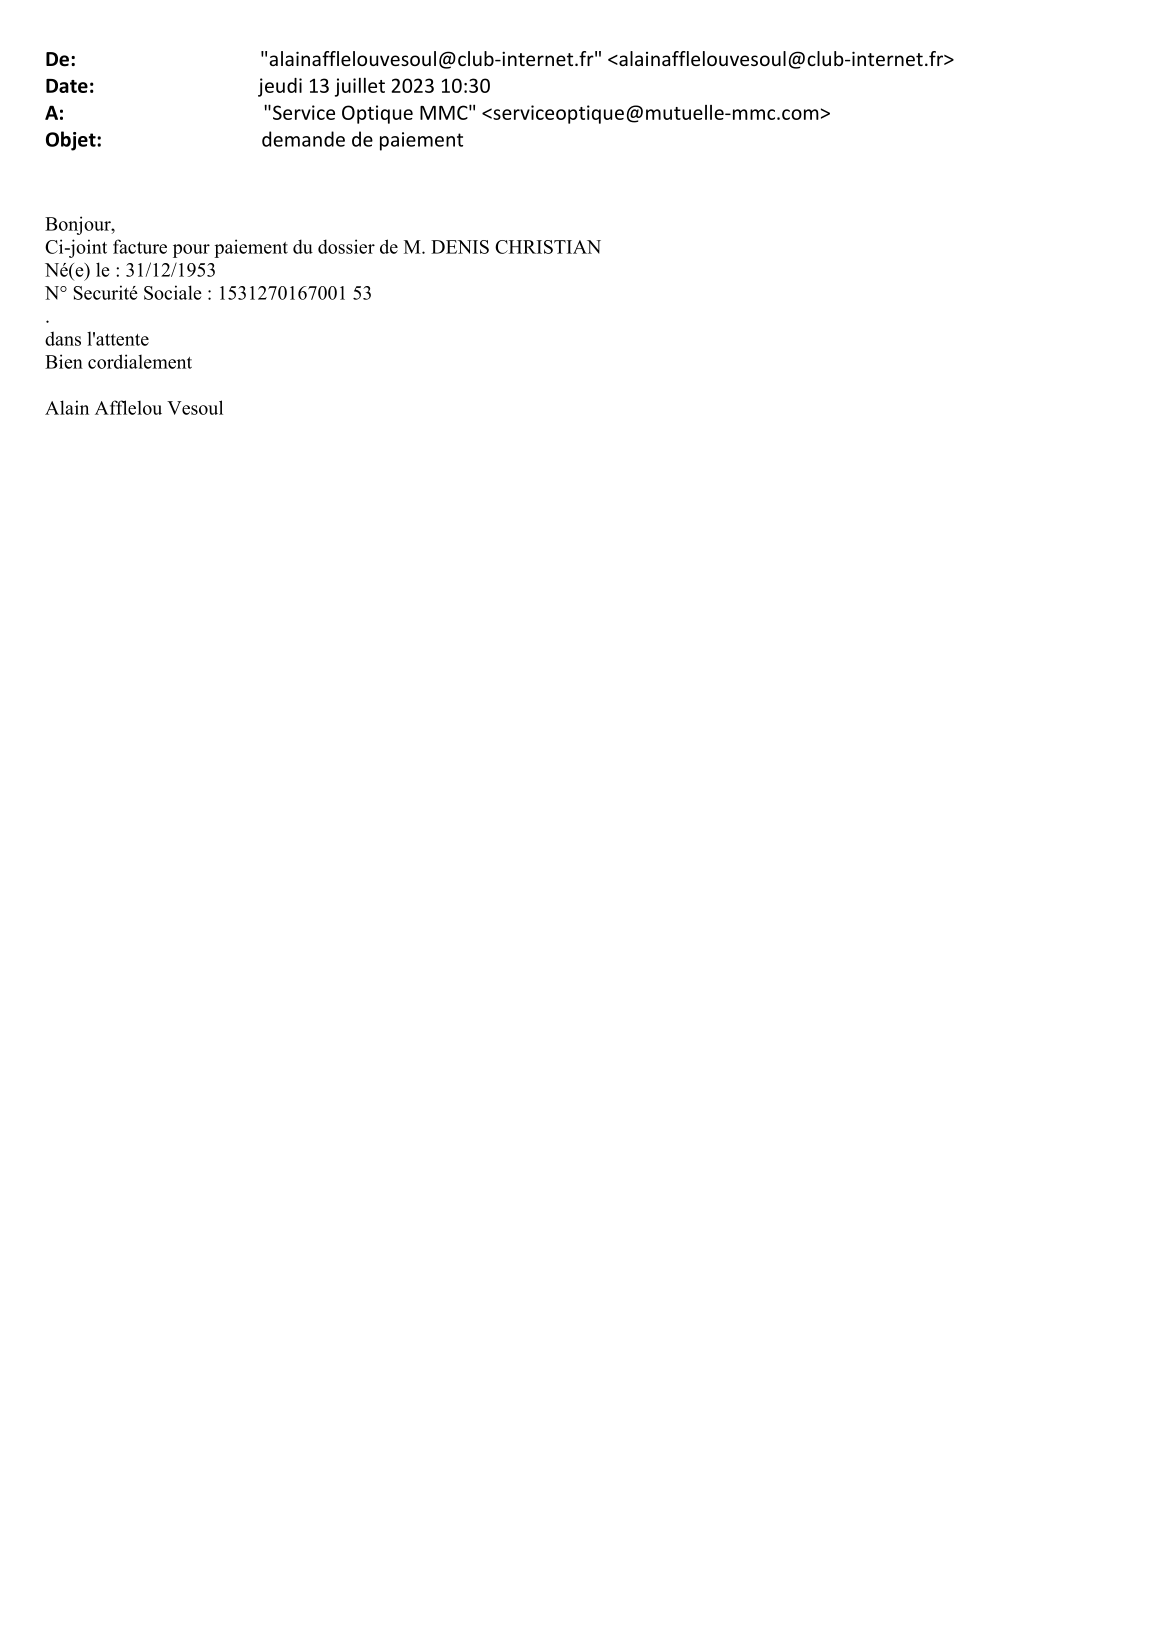 De: "alainafflelouvesoul@club-internet.fr" <alainafflelouvesoul@club-internet.fr>
Date: jeudi 13 juillet 2023 10:30
A: "Service Optique MMC" <serviceoptique@mutuelle-mmc.com>
Objet: demande de paiement
Bonjour,
Ci-joint facture pour paiement du dossier de M. DENIS CHRISTIAN
Né(e) le : 31/12/1953
N° Securité Sociale : 1531270167001 53
.
dans l'attente
Bien cordialement
Alain Afflelou Vesoul